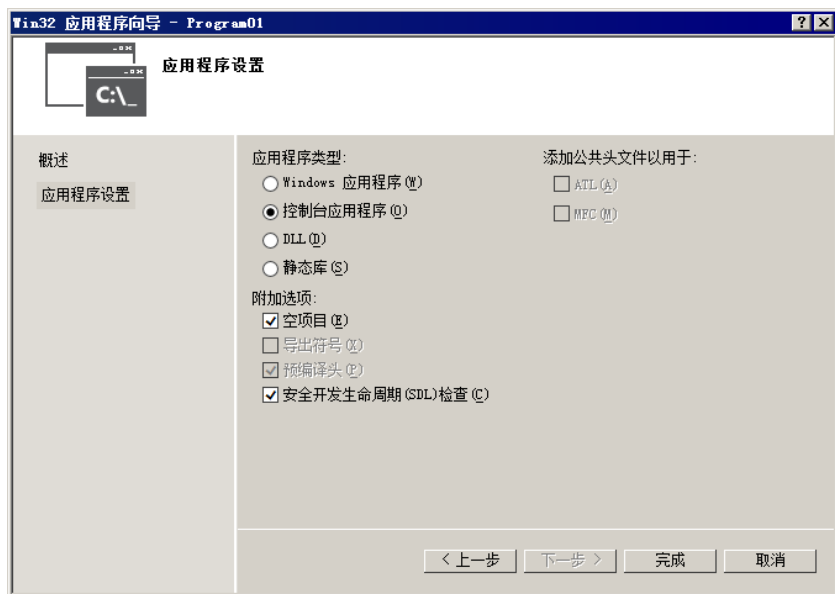 Win32 应用程序向导 - Program01
C:\_
应用程序设置
概述
应用程序设置
应用程序类型:
Windows 应用程序(W)
控制台应用程序(O)
DLL(D)
静态库(S)
附加选项:
空项目(E)
导出符号(X)
预编译头(P)
安全开发生命周期(SDL)检查(C)
添加公共头文件以用于:
ATL(A)
MFC(M)
< 上一步
下一步 >
完成
取消